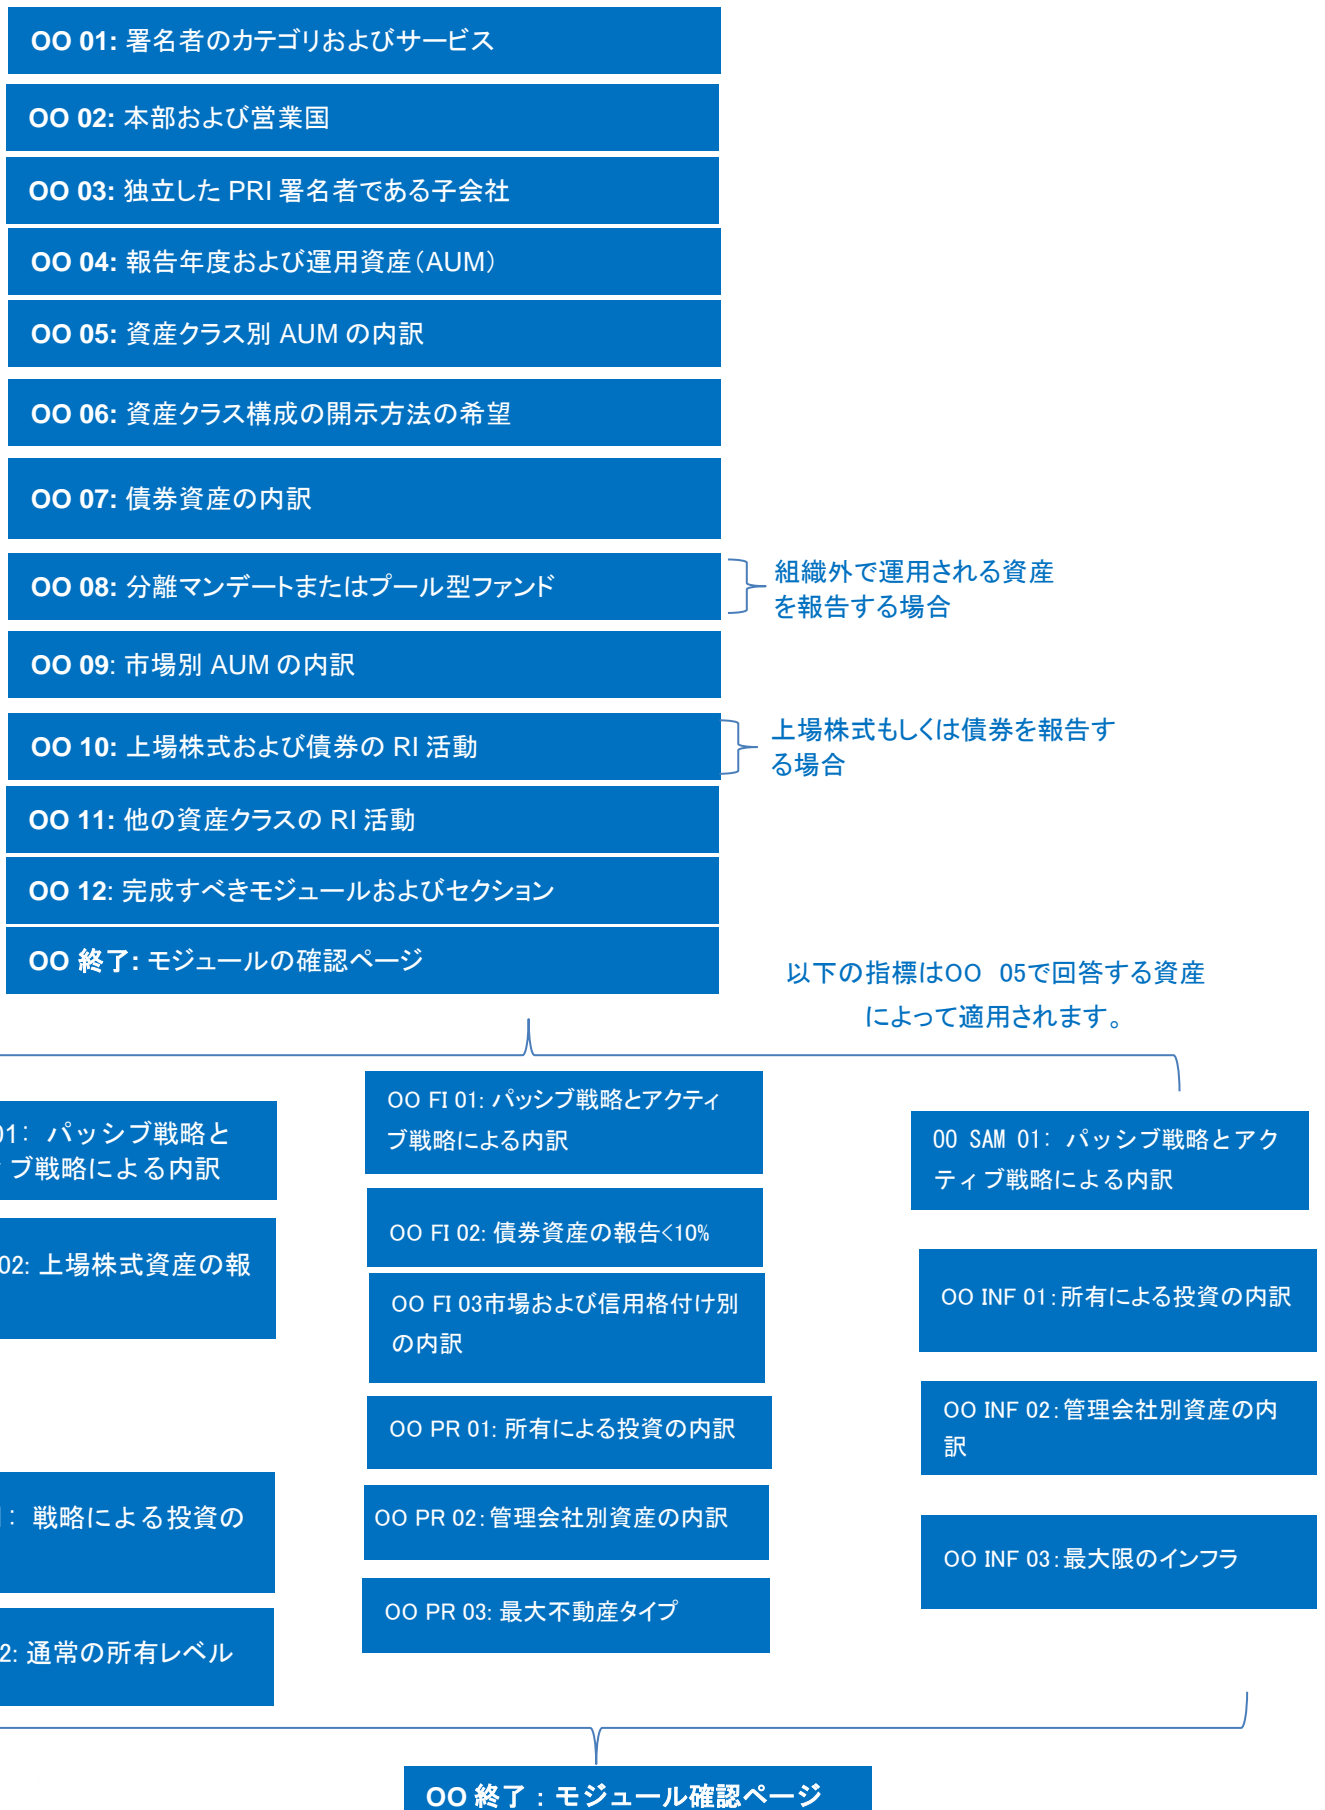 OO 01: 署名者のカテゴリおよびサービス
OO 02: 本部および営業国
OO 03: 独立した PRI 署名者である子会社
OO 04: 報告年度および運用資産（AUM）
OO 05: 資産クラス別 AUM の内訳
OO 06: 資産クラス構成の開示方法の希望
OO 07: 債券資産の内訳
OO 08: 分離マンデートまたはプール型ファンド
組織外で運用される資産
を報告する場合
OO 09: 市場別 AUM の内訳
OO 10: 上場株式および債券の RI 活動
上場株式もしくは債券を報告す
る場合
OO 11: 他の資産クラスの RI 活動
OO 12: 完成すべきモジュールおよびセクション
OO 終了: モジュールの確認ページ
以下の指標はOO 05で回答する資産
によって適用されます。
01: パッシブ戦略と
ィブ戦略による内訳
02: 上場株式資産の報
: 戦略による投資の
2: 通常の所有レベル
OO FI 01: パッシブ戦略とアクティ
ブ戦略による内訳
OO FI 02: 債券資産の報告<10%
OO FI 03市場および信用格付け別
の内訳
OO PR 01: 所有による投資の内訳
OO PR 02: 管理会社別資産の内訳
OO PR 03: 最大不動産タイプ
OO SAM 01: パッシブ戦略とアク
ティブ戦略による内訳
OO INF 01: 所有による投資の内訳
OO INF 02: 管理会社別資産の内
訳
OO INF 03: 最大限のインフラ
OO 終了 : モジュール確認ページ